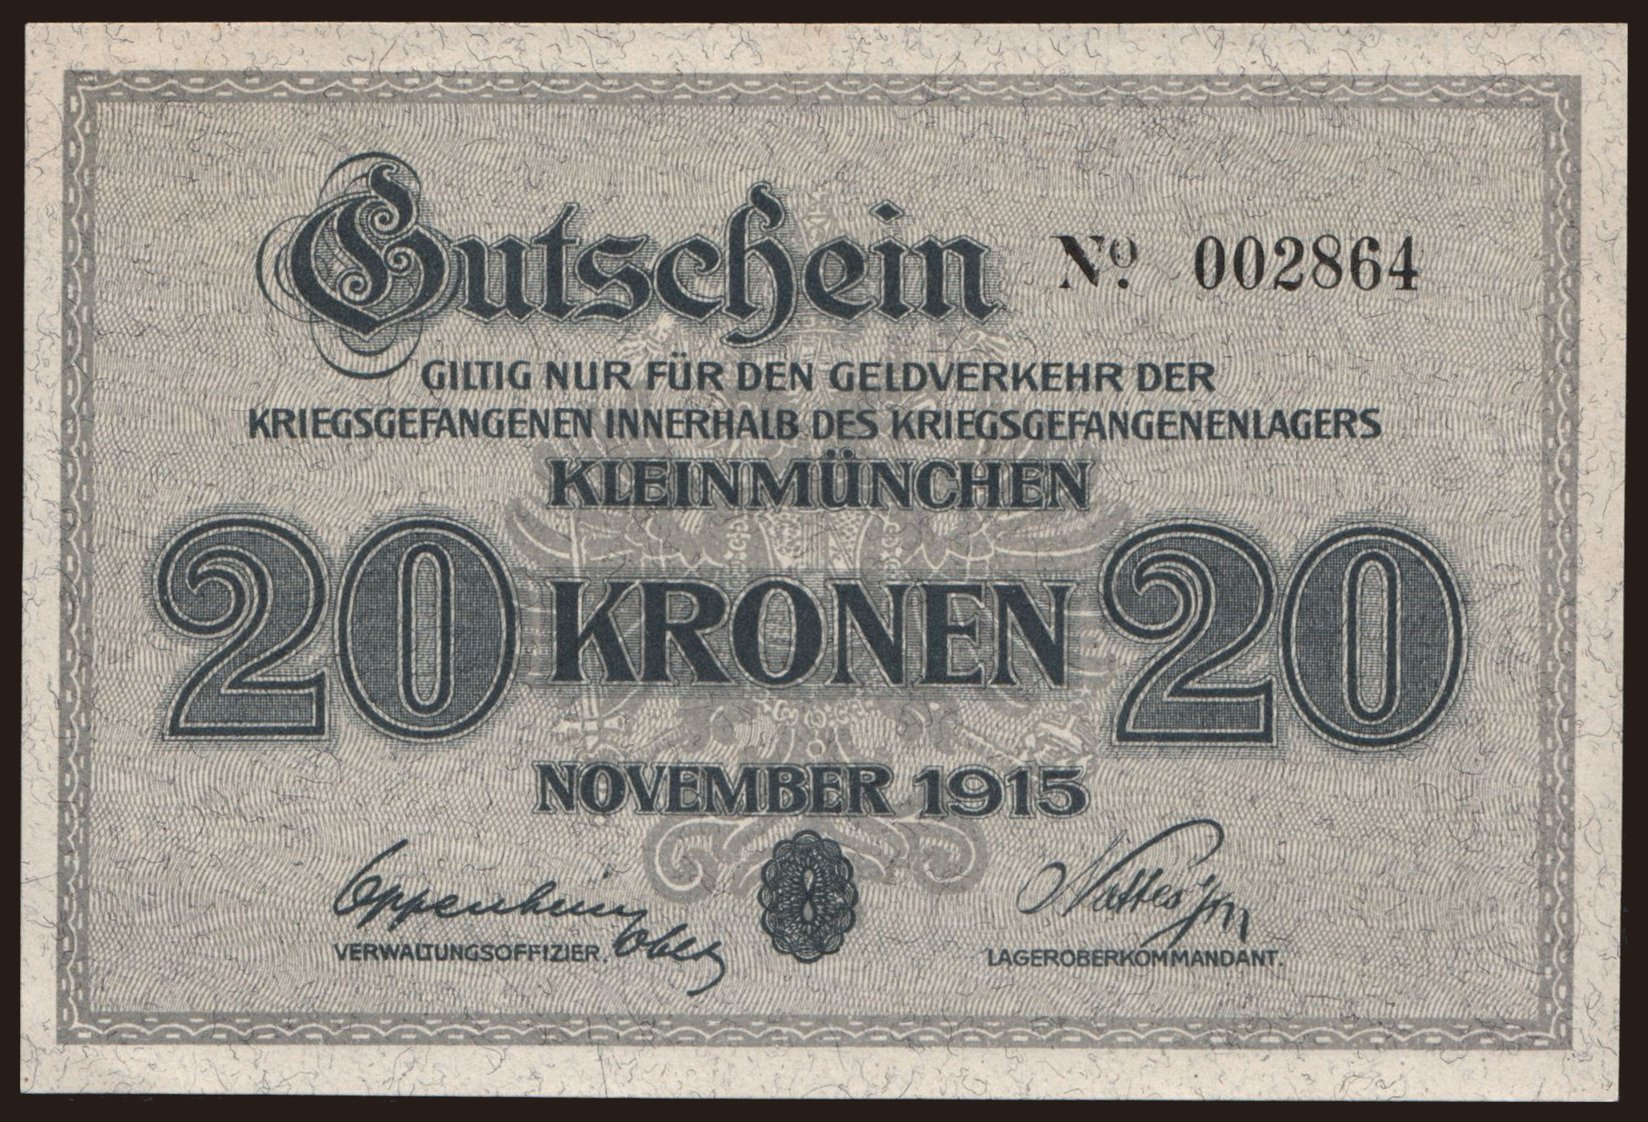 Gutschein No. 002864
GILTIG NUR FÜR DEN GELDVERKEHR DER
KRIEGSGEFANGENEN INNERHALB DES KRIEGSGEFANGENENLAGERS
KLEINMÜNCHEN
20 KRONEN 20
NOVEMBER 1915
8
VERWALTUNGSOFFIZIER. LAGEROBERKOMMANDANT.